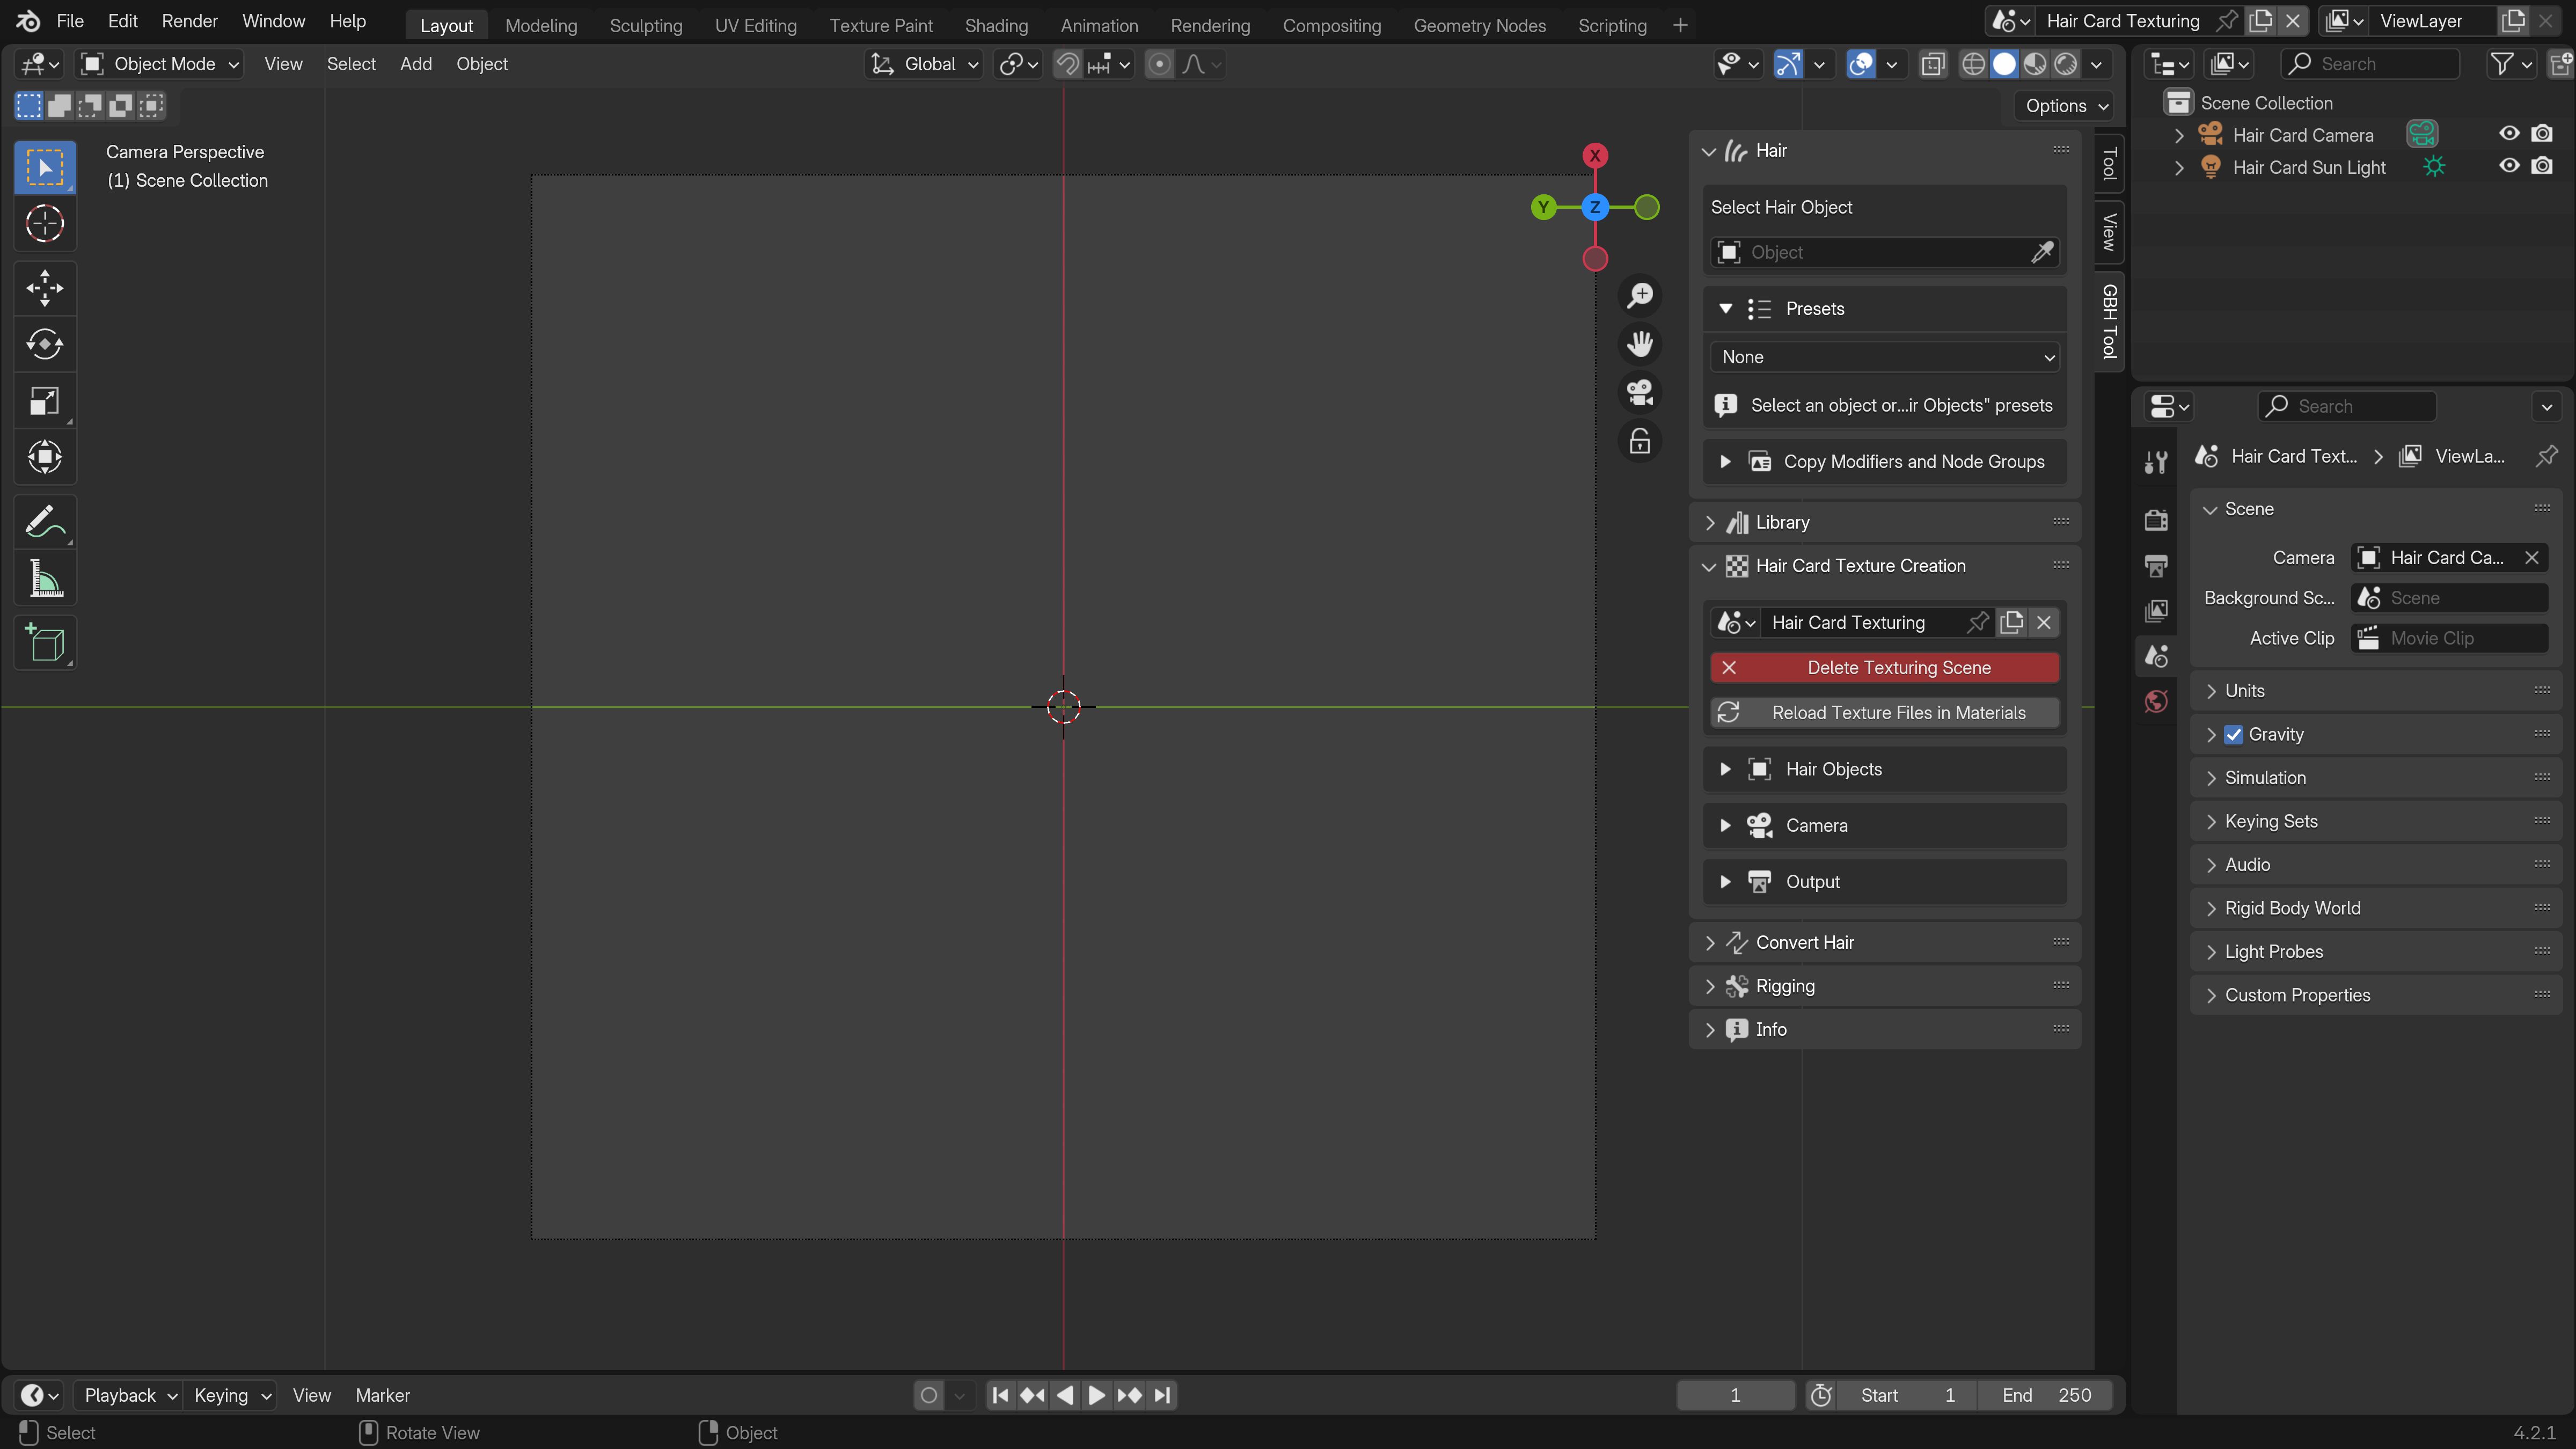 File Edit Render Window Help Layout Modeling Sculpting UV Editing Texture Paint Shading Animation Rendering Compositing Geometry Nodes Scripting + Hair Card Texturing ViewLayer
Object Mode View Select Add Object Global Search
Options
Camera Perspective
(1) Scene Collection
X
Y
Z
Hair
Select Hair Object
Object
Presets
None
Select an object or...ir Objects" presets
Copy Modifiers and Node Groups
Library
Hair Card Texture Creation
Hair Card Texturing
Delete Texturing Scene
Reload Texture Files in Materials
Hair Objects
Camera
Output
Convert Hair
Rigging
Info
Tool
View
GBH Tool
Scene Collection
Hair Card Camera
Hair Card Sun Light
Search
Hair Card Text... ViewLa...
Scene
Camera Hair Card Ca...
Background Sc... Scene
Active Clip Movie Clip
Units
Gravity
Simulation
Keying Sets
Audio
Rigid Body World
Light Probes
Custom Properties
Playback Keying View Marker 1 Start 1 End 250
Select Rotate View Object 4.2.1